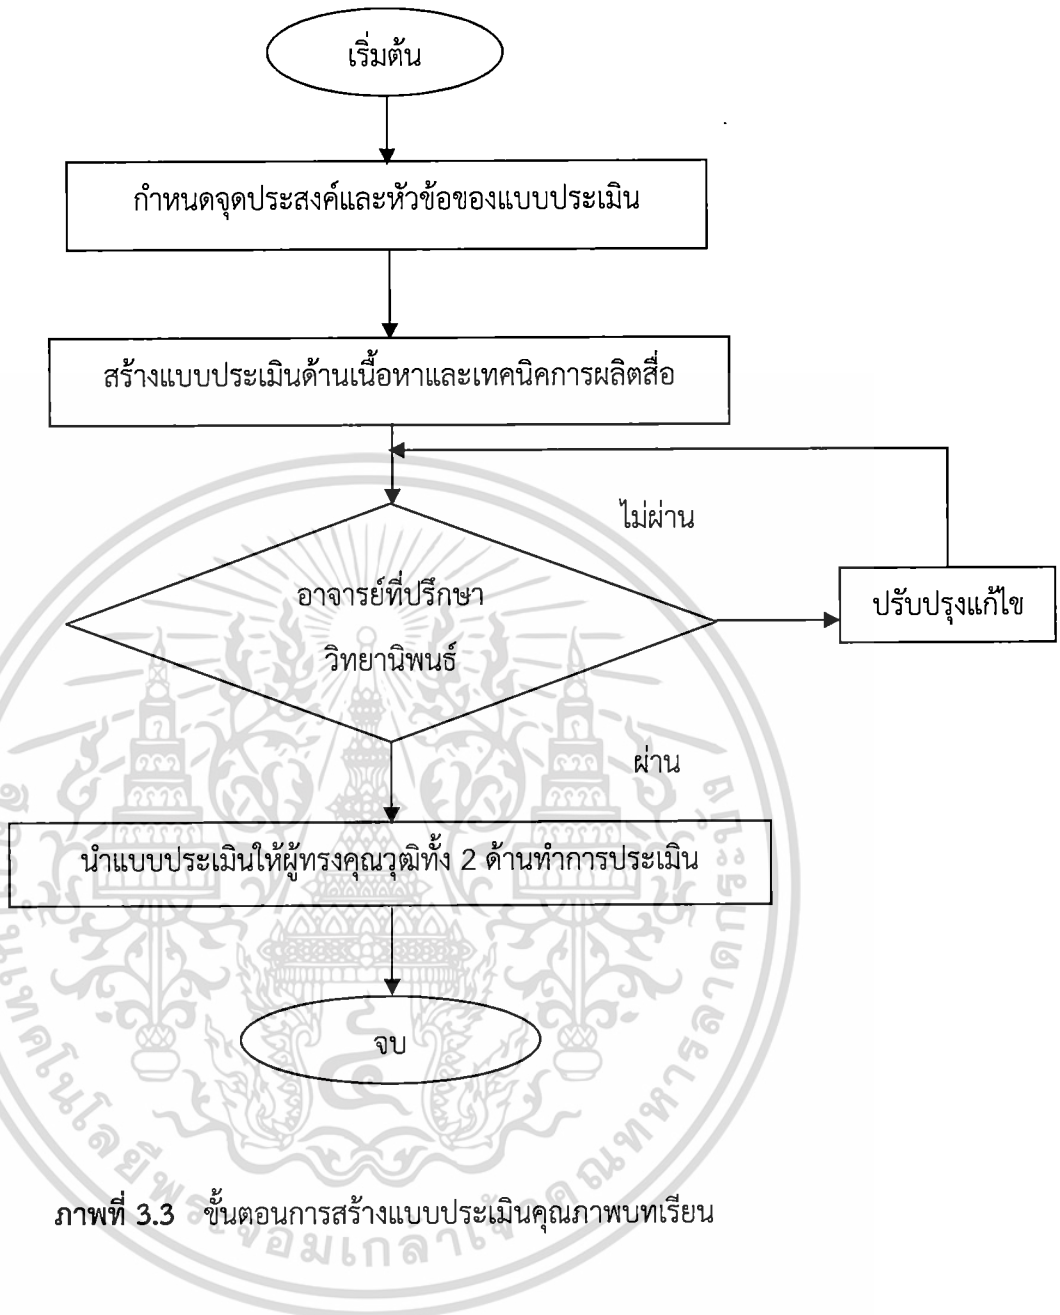 เริ่มต้น
กำหนดจุดประสงค์และหัวข้อของแบบประเมิน
สร้างแบบประเมินด้านเนื้อหาและเทคนิคการผลิตสื่อ
ไม่ผ่าน
อาจารย์ที่ปรึกษา
วิทยานิพนธ์
ปรับปรุงแก้ไข
ผ่าน
นำแบบประเมินให้ผู้ทรงคุณวุฒิทั้ง 2 ด้านทำการประเมิน
จบ
ภาพที่ 3.3 ขั้นตอนการสร้างแบบประเมินคุณภาพบทเรียน